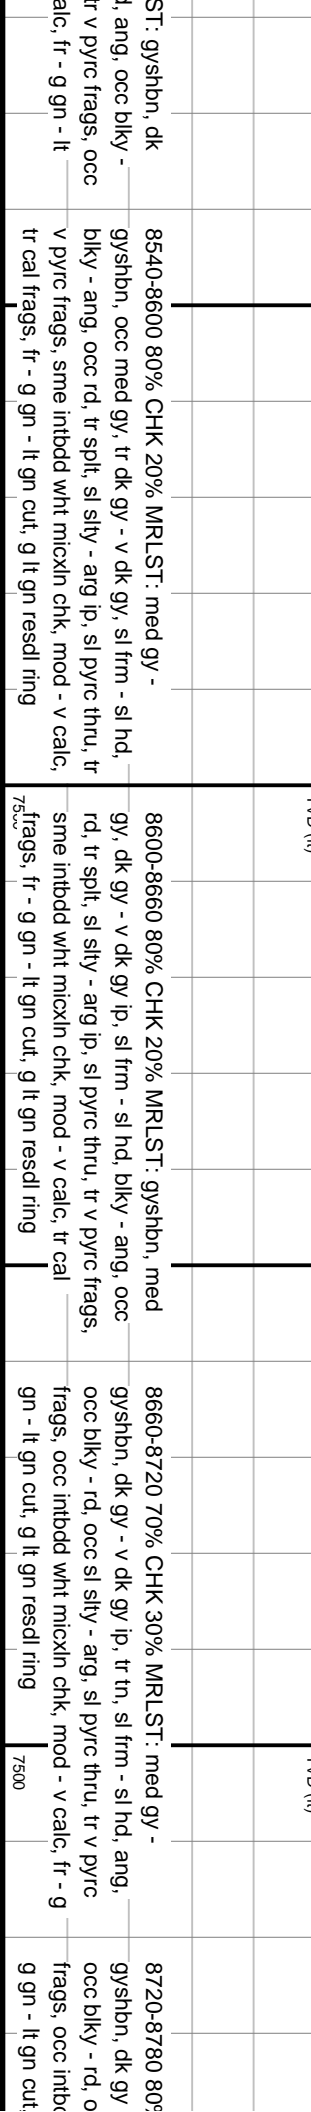 ST: gyshbn, dk
, ang, occ blky -
tr v pyrc frags, occ
alc, fr - g gn - lt
8540-8600 80% CHK 20% MRLST: med gy -
gyshbn, occ med gy, tr dk gy - v dk gy, sl frm - sl hd,
blky - ang, occ rd, tr splt, sl slty - arg ip, sl pyrc thru, tr
v pyrc frags, sme intbdd wht micxln chk, mod - v calc,
tr cal frags, fr - g gn - lt gn cut, g lt gn resdl ring
8600-8660 80% CHK 20% MRLST: gyshbn, med
gy, dk gy - v dk gy ip, sl frm - sl hd, blky - ang, occ
rd, tr splt, sl slty - arg ip, sl pyrc thru, tr v pyrc frags,
sme intbdd wht micxln chk, mod - v calc, tr cal
frags, fr - g gn - lt gn cut, g lt gn resdl ring
8660-8720 70% CHK 30% MRLST: med gy -
gyshbn, dk gy - v dk gy ip, tr tn, sl frm - sl hd, ang,
occ blky - rd, occ sl slty - arg, sl pyrc thru, tr v pyrc
frags, occ intbdd wht micxln chk, mod - v calc, fr - g
gn - lt gn cut, g lt gn resdl ring
7500
8720-8780 80%
gyshbn, dk gy
occ blky - rd, o
frags, occ intbd
g gn - lt gn cut,